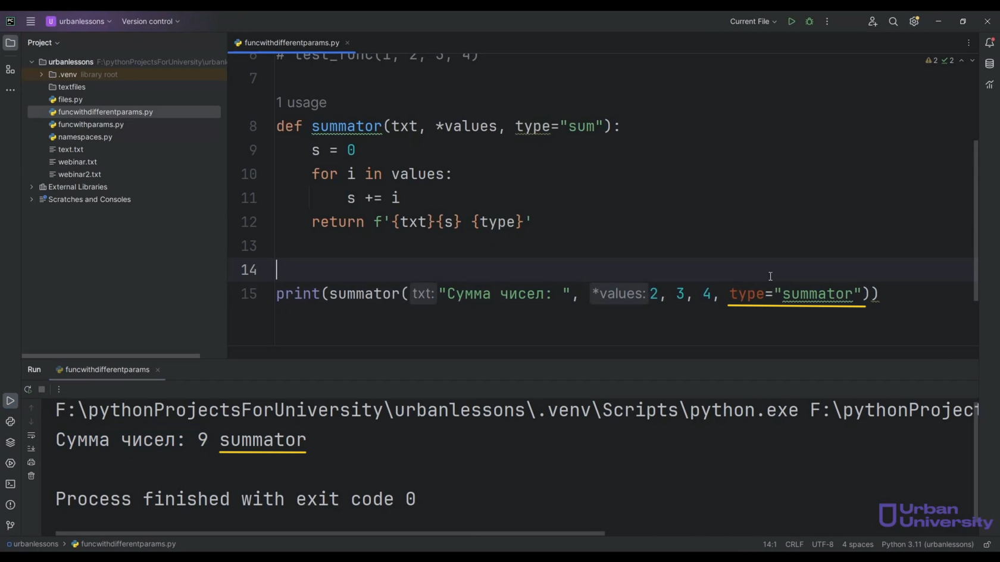 PC
U urbanlessons
Version control
Current File
Project
funcwithdifferentparams.py
urbanlessons F:\pythonProjectsForUniversity\urbanl
.venv library root
textfiles
files.py
funcwithdifferentparams.py
funcwithparams.py
namespaces.py
text.txt
webinar.txt
webinar2.txt
External Libraries
Scratches and Consoles
2 2
6 # test_func(1, 2, 3, 4)
7
1 usage
8 def summator(txt, *values, type="sum"):
9 s = 0
10 for i in values:
11 s += i
12 return f'{txt}{s} {type}'
13
14
15 print(summator( txt: "Сумма чисел: ", *values: 2, 3, 4, type="summator"))
Run funcwithdifferentparams
F:\pythonProjectsForUniversity\urbanlessons\.venv\Scripts\python.exe F:\pythonProject
Сумма чисел: 9 summator
Process finished with exit code 0
Urban
University
urbanlessons > funcwithdifferentparams.py
14:1 CRLF UTF-8 4 spaces Python 3.11 (urbanlessons)